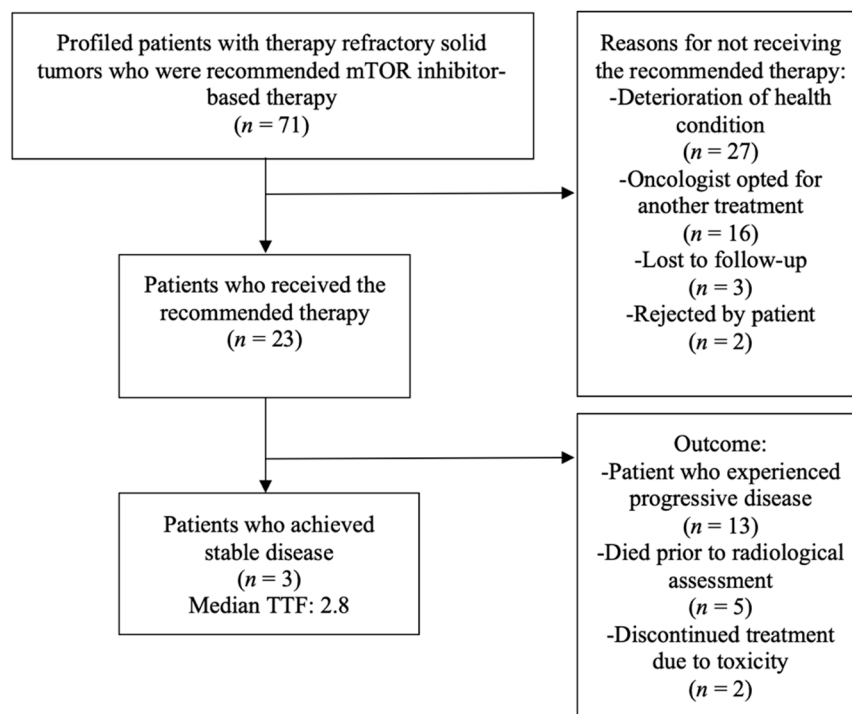 Profiled patients with therapy refractory solid
tumors who were recommended mTOR inhibitor-
based therapy
(n = 71)
Reasons for not receiving
the recommended therapy:
-Deterioration of health
condition
(n = 27)
-Oncologist opted for
another treatment
(n = 16)
-Lost to follow-up
(n = 3)
-Rejected by patient
(n = 2)
Patients who received the
recommended therapy
(n = 23)
Outcome:
-Patient who experienced
progressive disease
(n = 13)
-Died prior to radiological
assessment
(n = 5)
-Discontinued treatment
due to toxicity
(n = 2)
Patients who achieved
stable disease
(n = 3)
Median TTF: 2.8